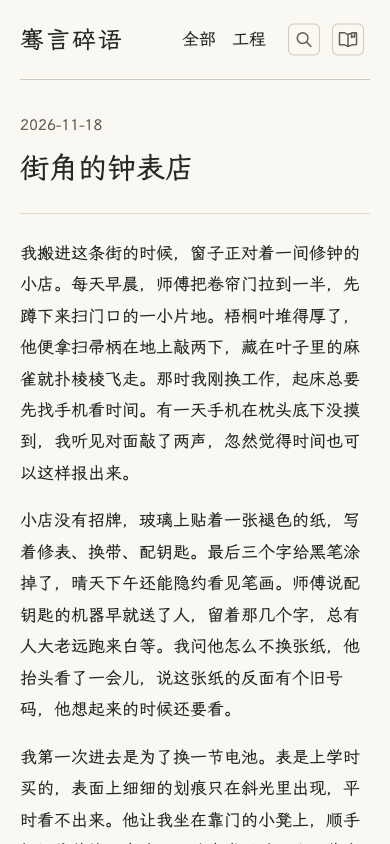 骞言碎语
全部 工程
2026-11-18
街角的钟表店
我搬进这条街的时候，窗子正对着一间修钟的
小店。每天早晨，师傅把卷帘门拉到一半，先
蹲下来扫门口的一小片地。梧桐叶堆得厚了，
他便拿扫帚柄在地上敲两下，藏在叶子里的麻
雀就扑棱棱飞走。那时我刚换工作，起床总要
先找手机看时间。有一天手机在枕头底下没摸
到，我听见对面敲了两声，忽然觉得时间也可
以这样报出来。
小店没有招牌，玻璃上贴着一张褪色的纸，写
着修表、换带、配钥匙。最后三个字给黑笔涂
掉了，晴天下午还能隐约看见笔画。师傅说配
钥匙的机器早就送了人，留着那几个字，总有
人大老远跑来白等。我问他怎么不换张纸，他
抬头看了一会儿，说这张纸的反面有个旧号
码，他想起来的时候还要看。
我第一次进去是为了换一节电池。表是上学时
买的，表面上细细的划痕只在斜光里出现，平
时看不出来。他让我坐在靠门的小凳上，顺手